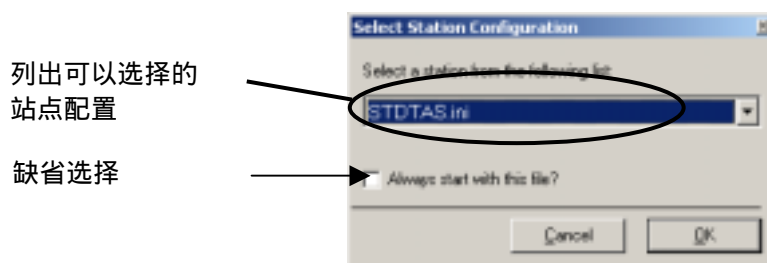 Select Station Configuration
列出可以选择的
站点配置
Select a station from the following list:
STDTAS.ini
缺省选择
Always start with this file?
Cancel
OK